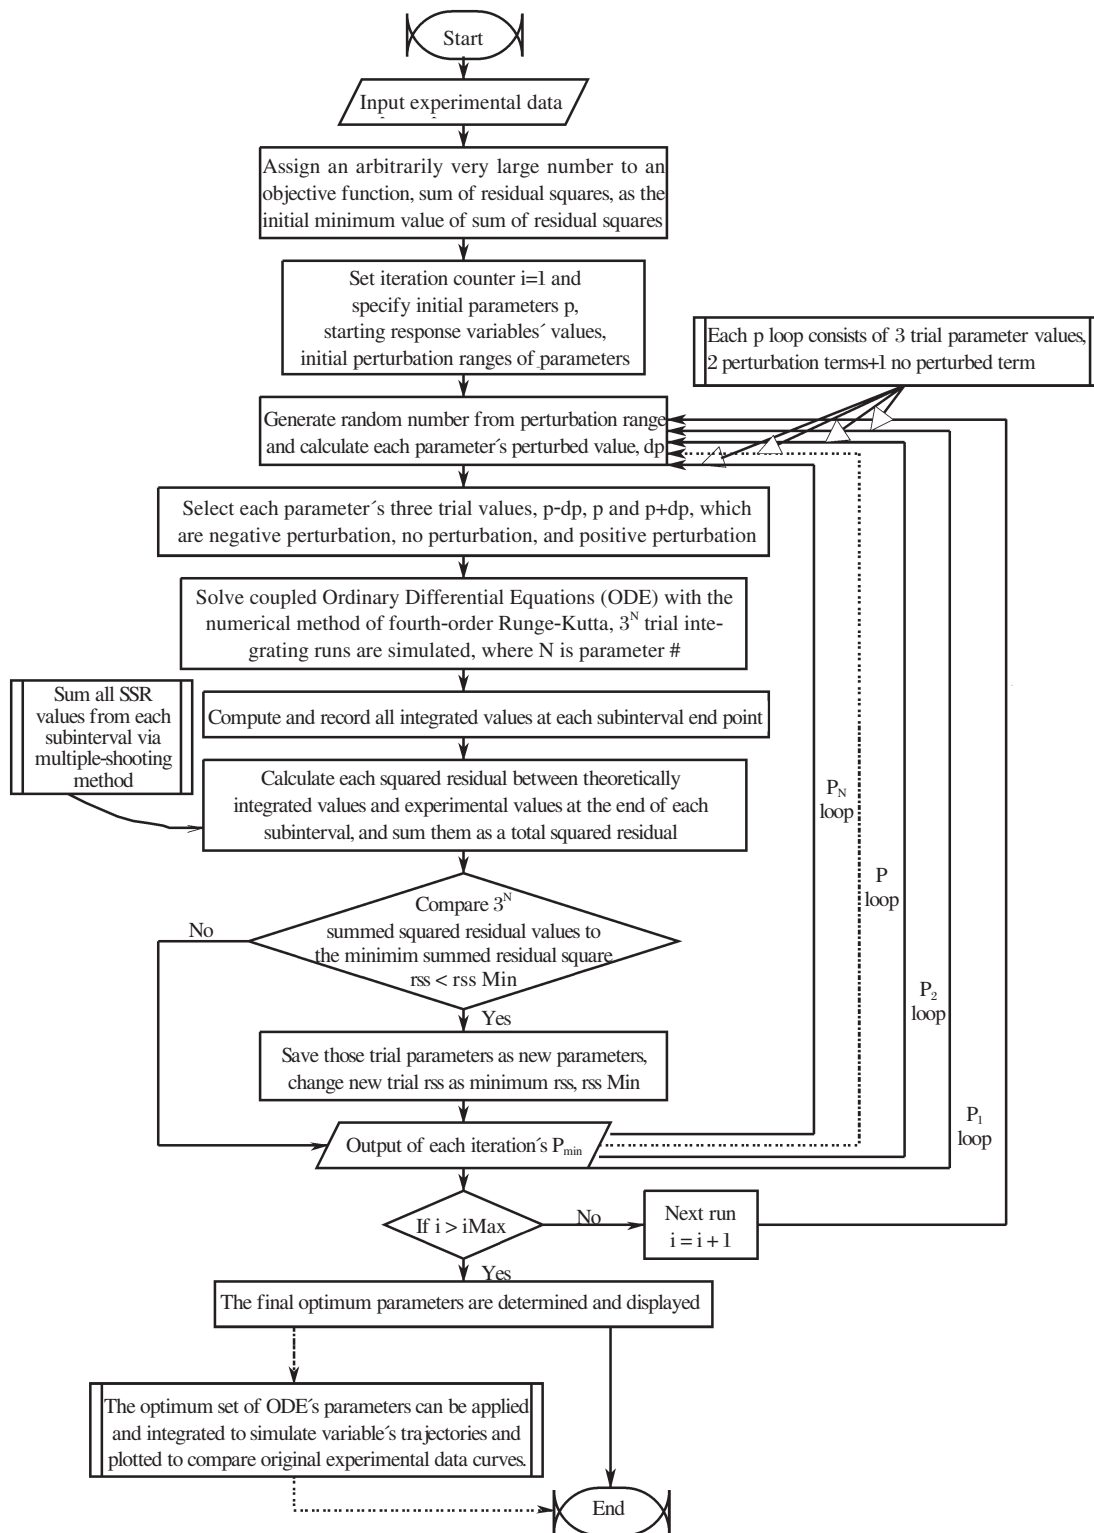 Start
Input experimental data
Assign an arbitrarily very large number to an
objective function, sum of residual squares, as the
initial minimum value of sum of residual squares
Set iteration counter i=1 and
specify initial parameters p,
starting response variables´ values,
initial perturbation ranges of parameters
Each p loop consists of 3 trial parameter values,
2 perturbation terms+1 no perturbed term
Generate random number from perturbation range
and calculate each parameter´s perturbed value, dp
Select each parameter´s three trial values, p-dp, p and p+dp, which
are negative perturbation, no perturbation, and positive perturbation
Solve coupled Ordinary Differential Equations (ODE) with the
numerical method of fourth-order Runge-Kutta, 3^N trial inte-
grating runs are simulated, where N is parameter #
Sum all SSR
values from each
subinterval via
multiple-shooting
method
Compute and record all integrated values at each subinterval end point
Calculate each squared residual between theoretically
integrated values and experimental values at the end of each
subinterval, and sum them as a total squared residual
P_N
loop
P
loop
P_2
loop
P_1
loop
Compare 3^N
summed squared residual values to
the minimim summed residual square
rss < rss Min
No
Yes
Save those trial parameters as new parameters,
change new trial rss as minimum rss, rss Min
Output of each iteration´s P_min
If i > iMax
No
Next run
i = i + 1
Yes
The final optimum parameters are determined and displayed
The optimum set of ODE´s parameters can be applied
and integrated to simulate variable´s trajectories and
plotted to compare original experimental data curves.
End